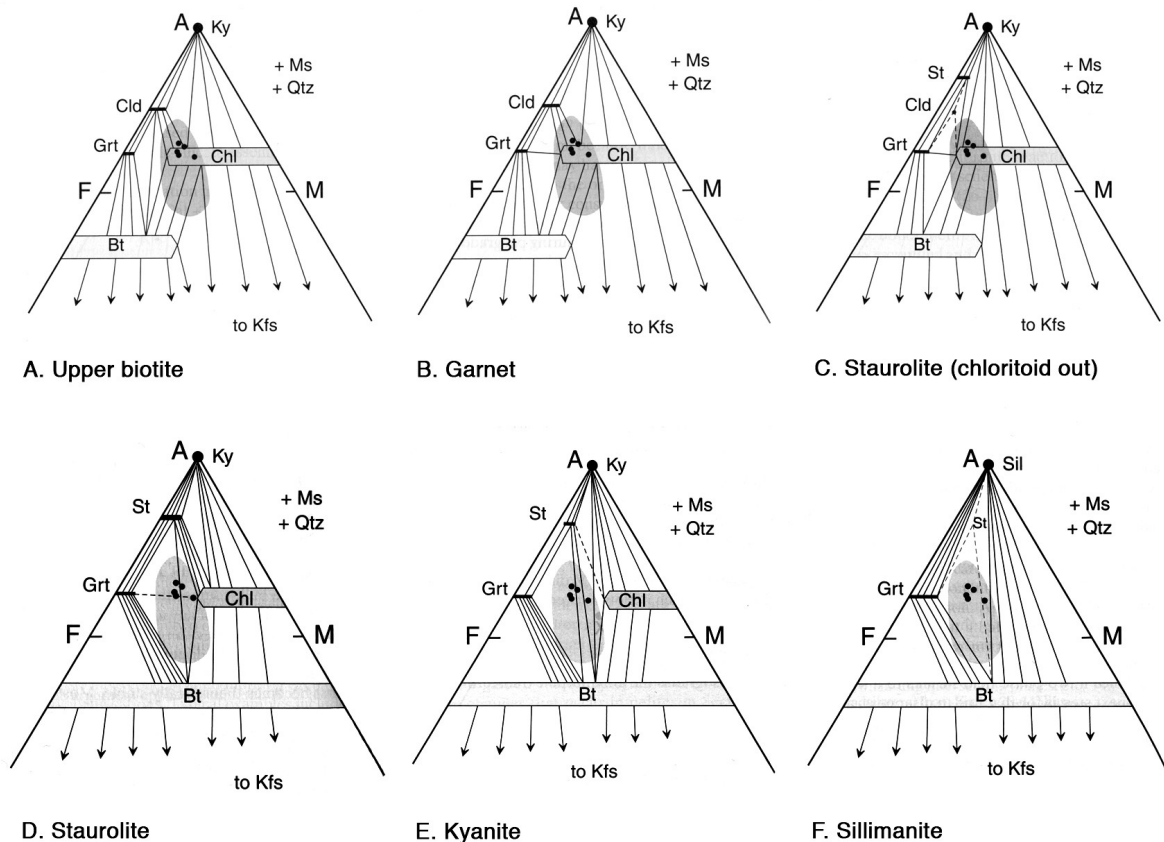 A Ky
+ Ms
+ Qtz
Cld
Grt
Chl
F M
Bt
to Kfs
A. Upper biotite
A Ky
+ Ms
+ Qtz
Cld
Grt
Chl
F M
Bt
to Kfs
B. Garnet
A Ky
+ Ms
+ Qtz
St
Cld
Grt
Chl
F M
Bt
to Kfs
C. Staurolite (chloritoid out)
A Ky
+ Ms
+ Qtz
St
Grt
Chl
F M
Bt
to Kfs
D. Staurolite
A Ky
+ Ms
+ Qtz
St
Grt
Chl
F M
Bt
to Kfs
E. Kyanite
A Sil
+ Ms
+ Qtz
St
Grt
F M
Bt
to Kfs
F. Sillimanite